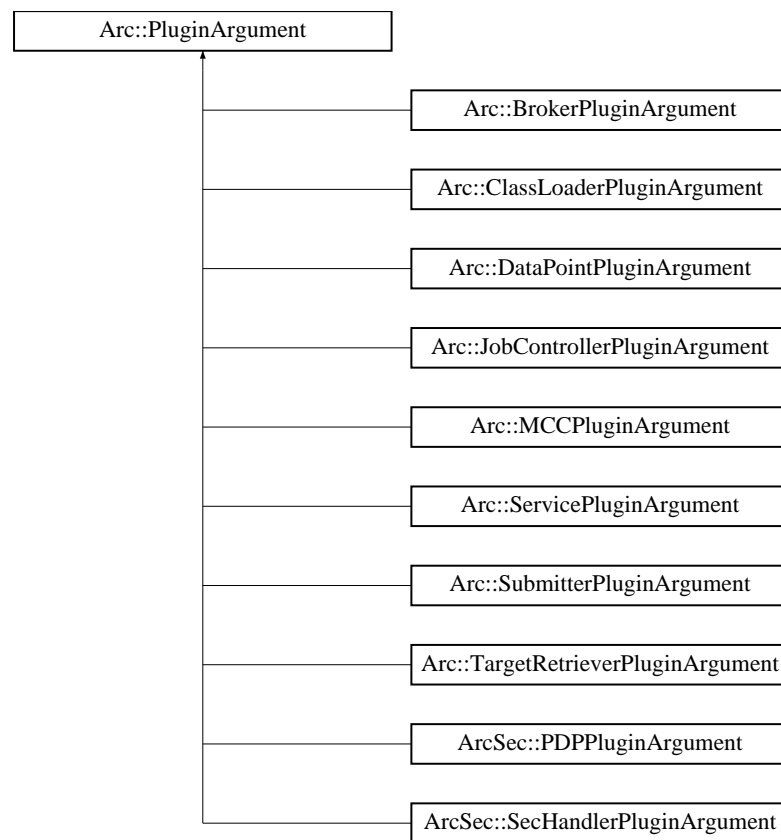 Arc::PluginArgument
Arc::BrokerPluginArgument
Arc::ClassLoaderPluginArgument
Arc::DataPointPluginArgument
Arc::JobControllerPluginArgument
Arc::MCCPluginArgument
Arc::ServicePluginArgument
Arc::SubmitterPluginArgument
Arc::TargetRetrieverPluginArgument
ArcSec::PDPPluginArgument
ArcSec::SecHandlerPluginArgument